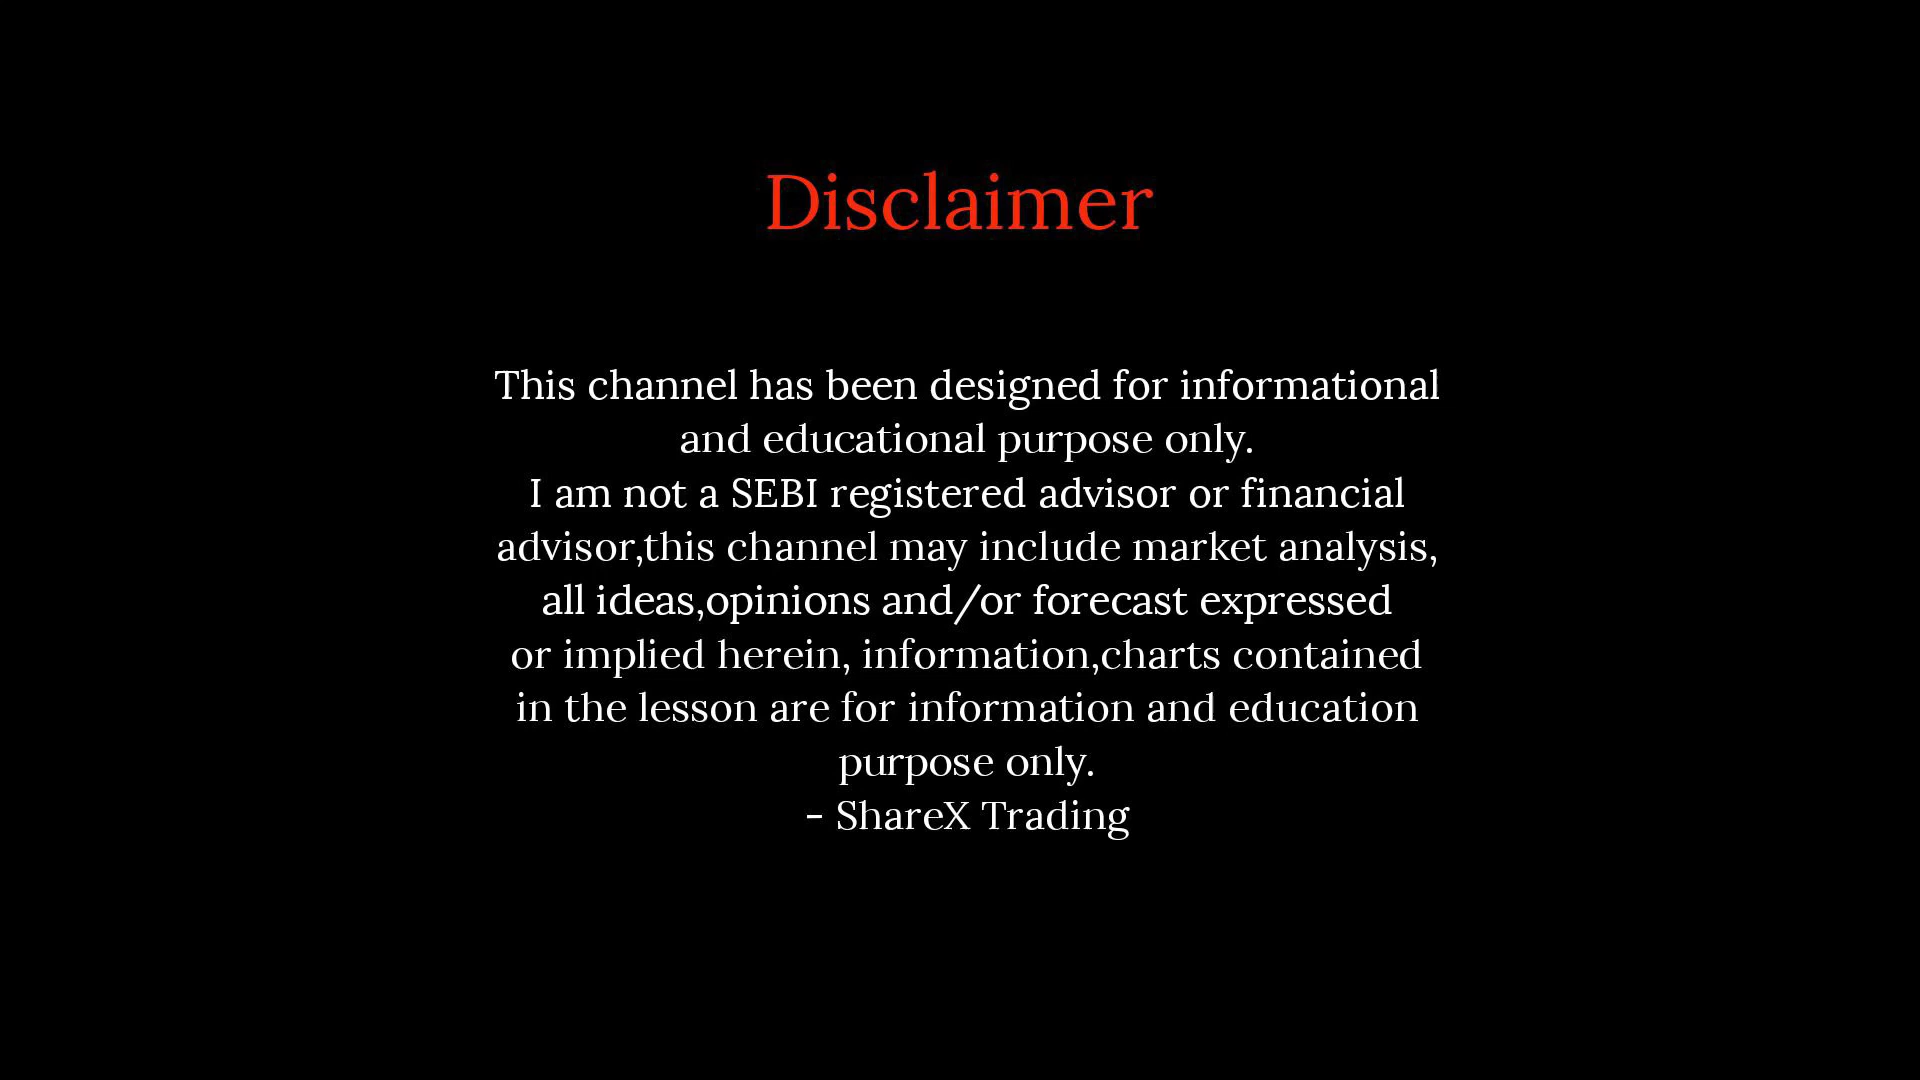 Disclaimer
This channel has been designed for informational
and educational purpose only.
I am not a SEBI registered advisor or financial
advisor,this channel may include market analysis,
all ideas,opinions and/or forecast expressed
or implied herein, information,charts contained
in the lesson are for information and education
purpose only.
- ShareX Trading